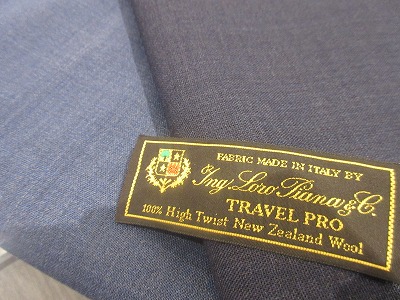 FABRIC MADE IN ITALY BY
Ing. Loro Piana & C.
TRAVEL PRO
100% High Twist New Zealand Wool